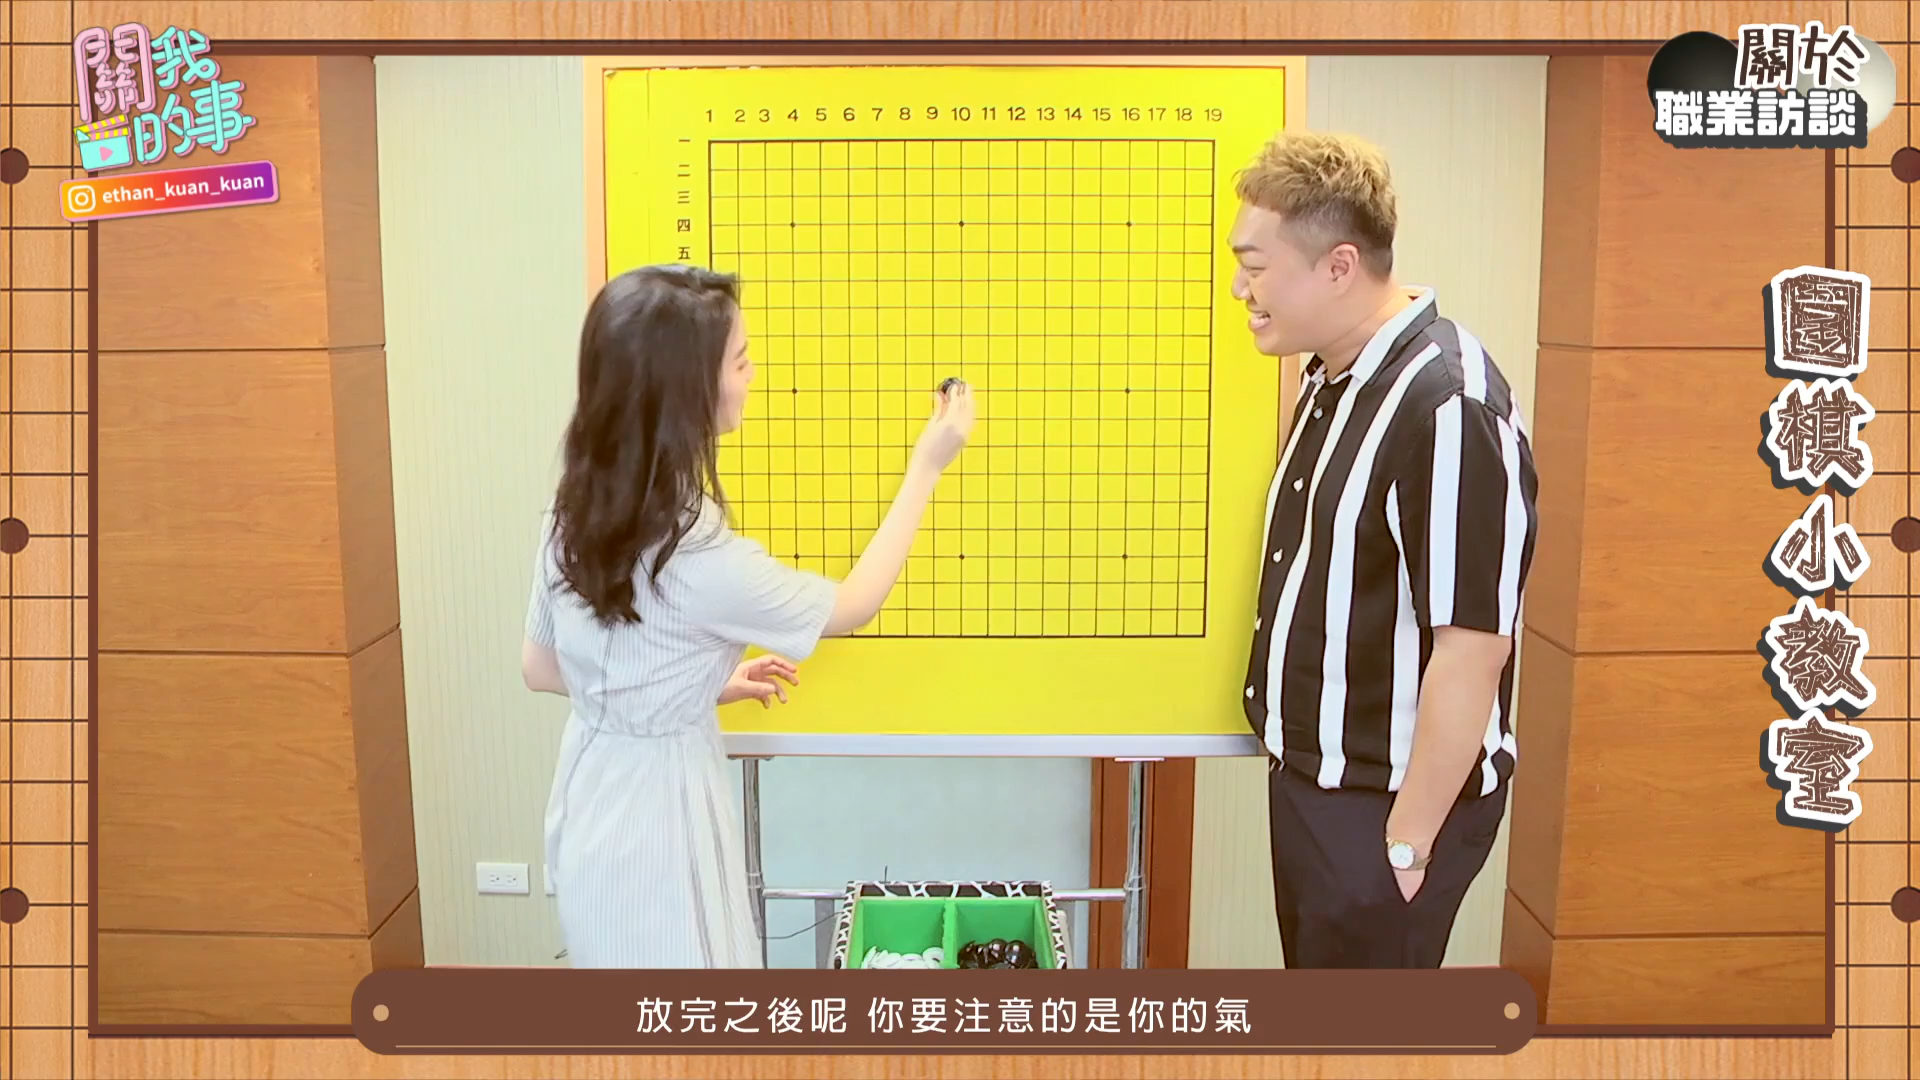 關我的事
ethan_kuan_kuan
關於
職業訪談
1 2 3 4 5 6 7 8 9 10 11 12 13 14 15 16 17 18 19
一
二
三
四
五
圍棋小教室
放完之後呢 你要注意的是你的氣